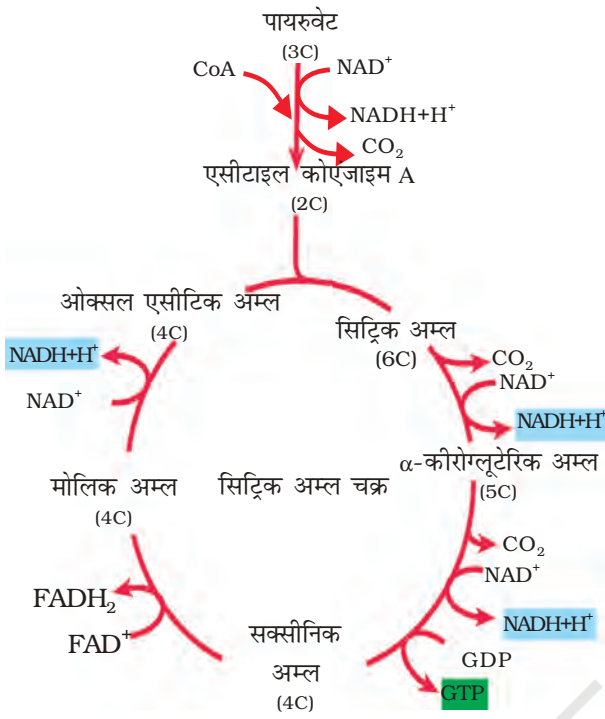 पायरुवेट
(3C)
CoA
NAD⁺
NADH+H⁺
CO₂
एसीटाइल कोएंजाइम A
(2C)
ओक्सल एसीटिक अम्ल
(4C)
सिट्रिक अम्ल
(6C)
NADH+H⁺
NAD⁺
CO₂
NAD⁺
NADH+H⁺
मोलिक अम्ल
(4C)
सिट्रिक अम्ल चक्र
α-कीरोग्लूटेरिक अम्ल
(5C)
CO₂
NAD⁺
NADH+H⁺
FADH₂
FAD⁺
सक्सीनिक
अम्ल
(4C)
GDP
GTP